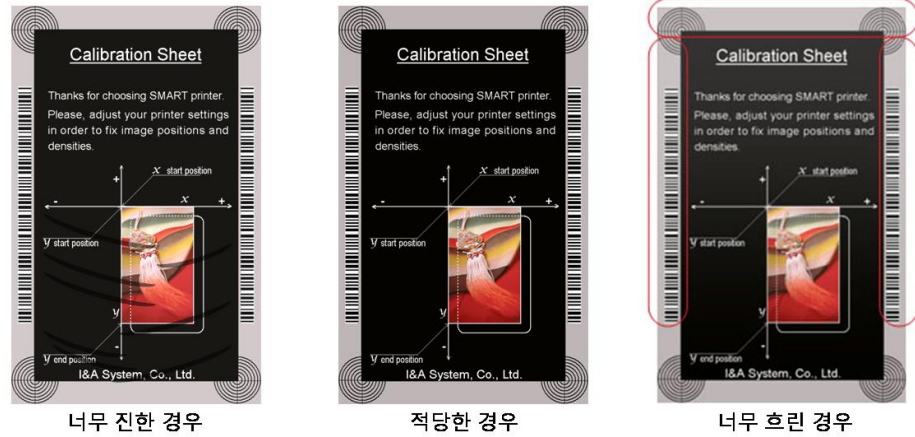 Calibration Sheet
Thanks for choosing SMART printer.
Please, adjust your printer settings
in order to fix image positions and
densities.
x start position
+
x
-
+
y start position
y
y end position
-
I&A System, Co., Ltd.
너무 진한 경우
Calibration Sheet
Thanks for choosing SMART printer.
Please, adjust your printer settings
in order to fix image positions and
densities.
x start position
+
x
-
+
y start position
y
y end position
-
I&A System, Co., Ltd.
적당한 경우
Calibration Sheet
Thanks for choosing SMART printer.
Please, adjust your printer settings
in order to fix image positions and
densities.
x start position
+
x
-
+
y start position
y
y end position
-
I&A System, Co., Ltd.
너무 흐린 경우